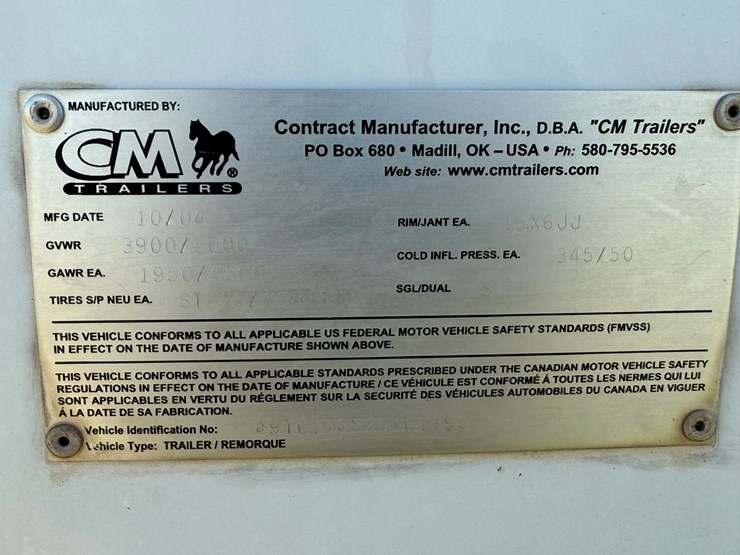 MANUFACTURED BY:
CM
TRAILERS®
Contract Manufacturer, Inc., D.B.A. "CM Trailers"
PO Box 680 • Madill, OK – USA • Ph: 580-795-5536
Web site: www.cmtrailers.com
MFG DATE
GVWR
GAWR EA.
TIRES S/P NEU EA.
RIM/JANT EA.
COLD INFL. PRESS. EA. 345/50
SGL/DUAL
THIS VEHICLE CONFORMS TO ALL APPLICABLE US FEDERAL MOTOR VEHICLE SAFETY STANDARDS (FMVSS)
IN EFFECT ON THE DATE OF MANUFACTURE SHOWN ABOVE.
THIS VEHICLE CONFORMS TO ALL APPLICABLE STANDARDS PRESCRIBED UNDER THE CANADIAN MOTOR VEHICLE SAFETY
REGULATIONS IN EFFECT ON THE DATE OF MANUFACTURE / CE VÉHICULE EST CONFORMÉ Á TOUTES LES NERMES QUI LUI
SONT APPLICABLES EN VERTU DU RÉGLEMENT SUR LA SECURITÉ DES VÉHICULES AUTOMOBILES DU CANADA EN VIGUER
Á LA DATE DE SA FABRICATION.
Vehicle Identification No:
Vehicle Type: TRAILER / REMORQUE